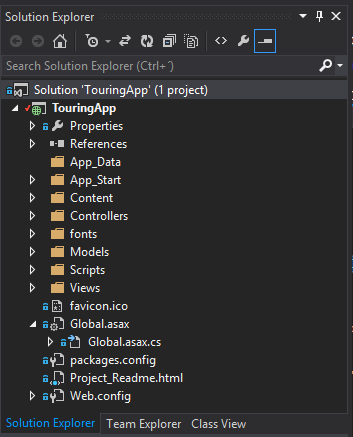 Solution Explorer
Search Solution Explorer (Ctrl+´)
Solution 'TouringApp' (1 project)
TouringApp
Properties
References
App_Data
App_Start
Content
Controllers
fonts
Models
Scripts
Views
favicon.ico
Global.asax
Global.asax.cs
packages.config
Project_Readme.html
Web.config
Solution Explorer Team Explorer Class View